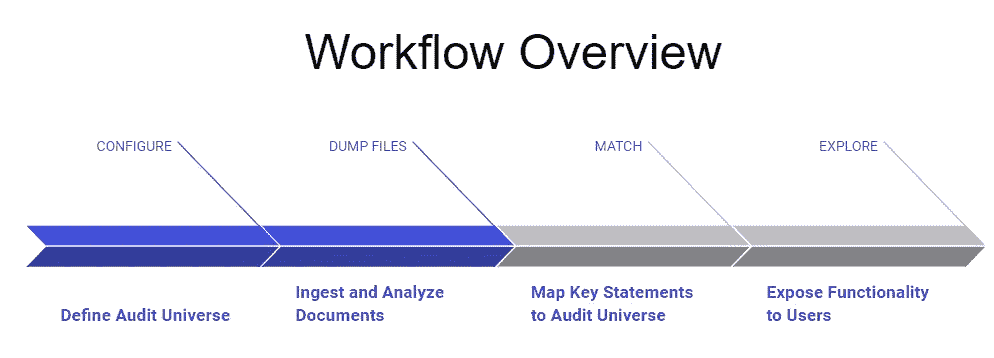 Workflow Overview
CONFIGURE
DUMP FILES
MATCH
EXPLORE
Define Audit Universe
Ingest and Analyze
Documents
Map Key Statements
to Audit Universe
Expose Functionality
to Users